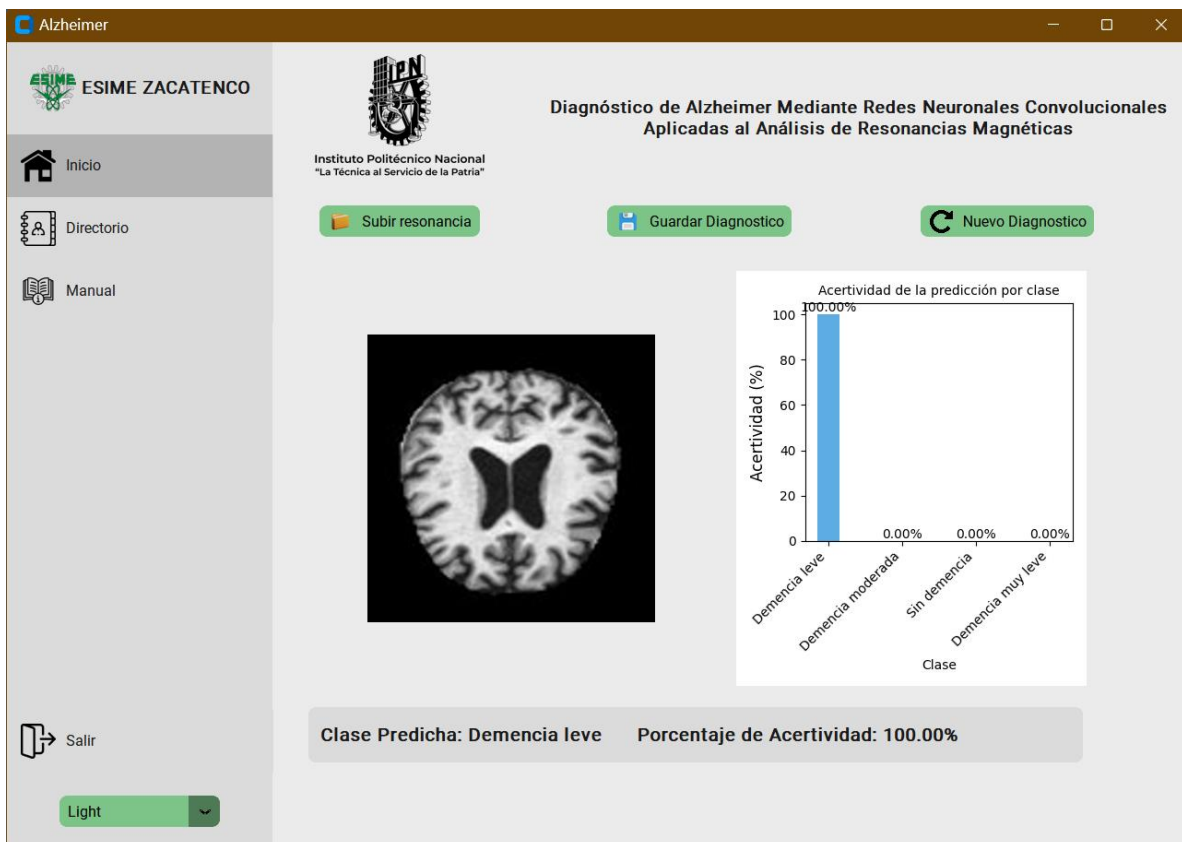 Alzheimer
ESIME
ESIME ZACATENCO
Inicio
Directorio
Manual
Salir
Light
IPN
Instituto Politécnico Nacional
"La Técnica al Servicio de la Patria"
Diagnóstico de Alzheimer Mediante Redes Neuronales Convolucionales
Aplicadas al Análisis de Resonancias Magnéticas
Subir resonancia
Guardar Diagnostico
Nuevo Diagnostico
Acertividad de la predicción por clase
100.00%
100
80
60
40
20
0
Acertividad (%)
0.00%
0.00%
0.00%
Demencia leve
Demencia moderada
Sin demencia
Demencia muy leve
Clase
Clase Predicha: Demencia leve Porcentaje de Acertividad: 100.00%